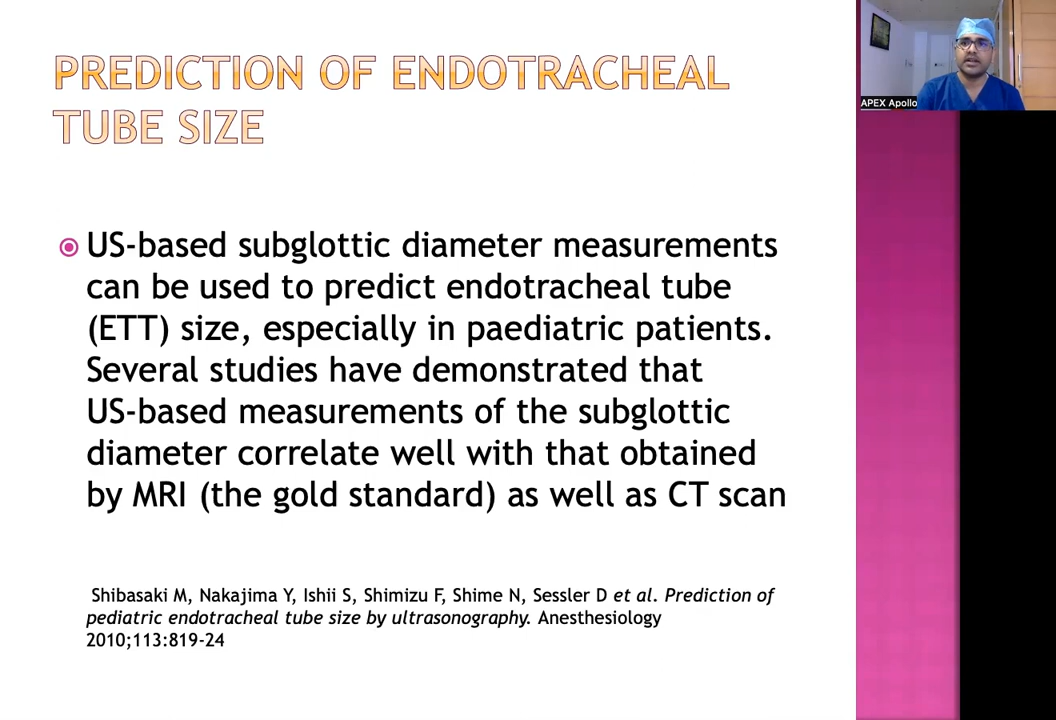 PREDICTION OF ENDOTRACHEAL
TUBE SIZE
US-based subglottic diameter measurements
can be used to predict endotracheal tube
(ETT) size, especially in paediatric patients.
Several studies have demonstrated that
US-based measurements of the subglottic
diameter correlate well with that obtained
by MRI (the gold standard) as well as CT scan
Shibasaki M, Nakajima Y, Ishii S, Shimizu F, Shime N, Sessler D et al. Prediction of
pediatric endotracheal tube size by ultrasonography. Anesthesiology
2010;113:819-24
APEX Apollo